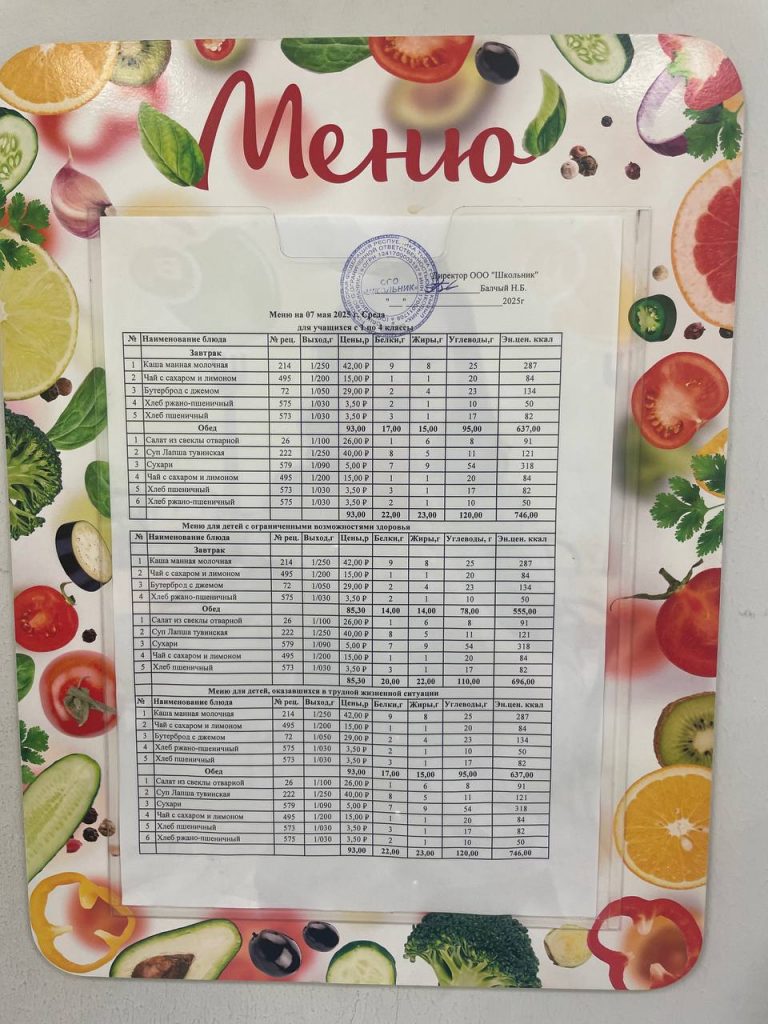 Меню
Директор ООО "Школьник"
Балчый Н.Б.
2025г
Меню на 07 мая 2025 г. Среда
для учащихся с 1 по 4 классы
№ Наименование блюда № рец. Выход,г Цены,р Белки,г Жиры,г Углеводы,г Эн.цен. ккал
Завтрак
1 Каша манная молочная 214 1/250 42,00 ₽ 9 8 25 287
2 Чай с сахаром и лимоном 495 1/200 15,00 ₽ 1 1 20 84
3 Бутерброд с джемом 72 1/050 29,00 ₽ 2 4 23 134
4 Хлеб ржано-пшеничный 575 1/030 3,50 ₽ 2 1 10 50
5 Хлеб пшеничный 573 1/030 3,50 ₽ 3 1 17 82
Обед 93,00 17,00 15,00 95,00 637,00
1 Салат из свеклы отварной 26 1/100 26,00 ₽ 1 6 8 91
2 Суп Лапша тувинская 222 1/250 40,00 ₽ 8 5 11 121
3 Сухари 579 1/090 5,00 ₽ 7 9 54 318
4 Чай с сахаром и лимоном 495 1/200 15,00 ₽ 1 1 20 84
5 Хлеб пшеничный 573 1/030 3,50 ₽ 3 1 17 82
6 Хлеб ржано-пшеничный 575 1/030 3,50 ₽ 2 1 10 50
93,00 22,00 23,00 120,00 746,00
Меню для детей с ограниченными возможностями здоровья
№ Наименование блюда № рец. Выход,г Цены,р Белки,г Жиры,г Углеводы, г Эн.цен. ккал
Завтрак
1 Каша манная молочная 214 1/250 42,00 ₽ 9 8 25 287
2 Чай с сахаром и лимоном 495 1/200 15,00 ₽ 1 1 20 84
3 Бутерброд с джемом 72 1/050 29,00 ₽ 2 4 23 134
4 Хлеб ржано-пшеничный 575 1/030 3,50 ₽ 2 1 10 50
Обед 85,30 14,00 14,00 78,00 555,00
1 Салат из свеклы отварной 26 1/100 26,00 ₽ 1 6 8 91
2 Суп Лапша тувинская 222 1/250 40,00 ₽ 8 5 11 121
3 Сухари 579 1/090 5,00 ₽ 7 9 54 318
4 Чай с сахаром и лимоном 495 1/200 15,00 ₽ 1 1 20 84
5 Хлеб пшеничный 573 1/030 3,50 ₽ 3 1 17 82
85,30 20,00 22,00 110,00 696,00
Меню для детей, оказавшихся в трудной жизненной ситуации
№ Наименование блюда № рец. Выход,г Цены,р Белки,г Жиры,г Углеводы,г Эн.цен. ккал
1 Каша манная молочная 214 1/250 42,00 ₽ 9 8 25 287
2 Чай с сахаром и лимоном 495 1/200 15,00 ₽ 1 1 20 84
3 Бутерброд с джемом 72 1/050 29,00 ₽ 2 4 23 134
4 Хлеб ржано-пшеничный 575 1/030 3,50 ₽ 2 1 10 50
5 Хлеб пшеничный 573 1/030 3,50 ₽ 3 1 17 82
Обед 93,00 17,00 15,00 95,00 637,00
1 Салат из свеклы отварной 26 1/100 26,00 ₽ 1 6 8 91
2 Суп Лапша тувинская 222 1/250 40,00 ₽ 8 5 11 121
3 Сухари 579 1/090 5,00 ₽ 7 9 54 318
4 Чай с сахаром и лимоном 495 1/200 15,00 ₽ 1 1 20 84
5 Хлеб пшеничный 573 1/030 3,50 ₽ 3 1 17 82
6 Хлеб ржано-пшеничный 575 1/030 3,50 ₽ 2 1 10 50
93,00 22,00 23,00 120,00 746,00